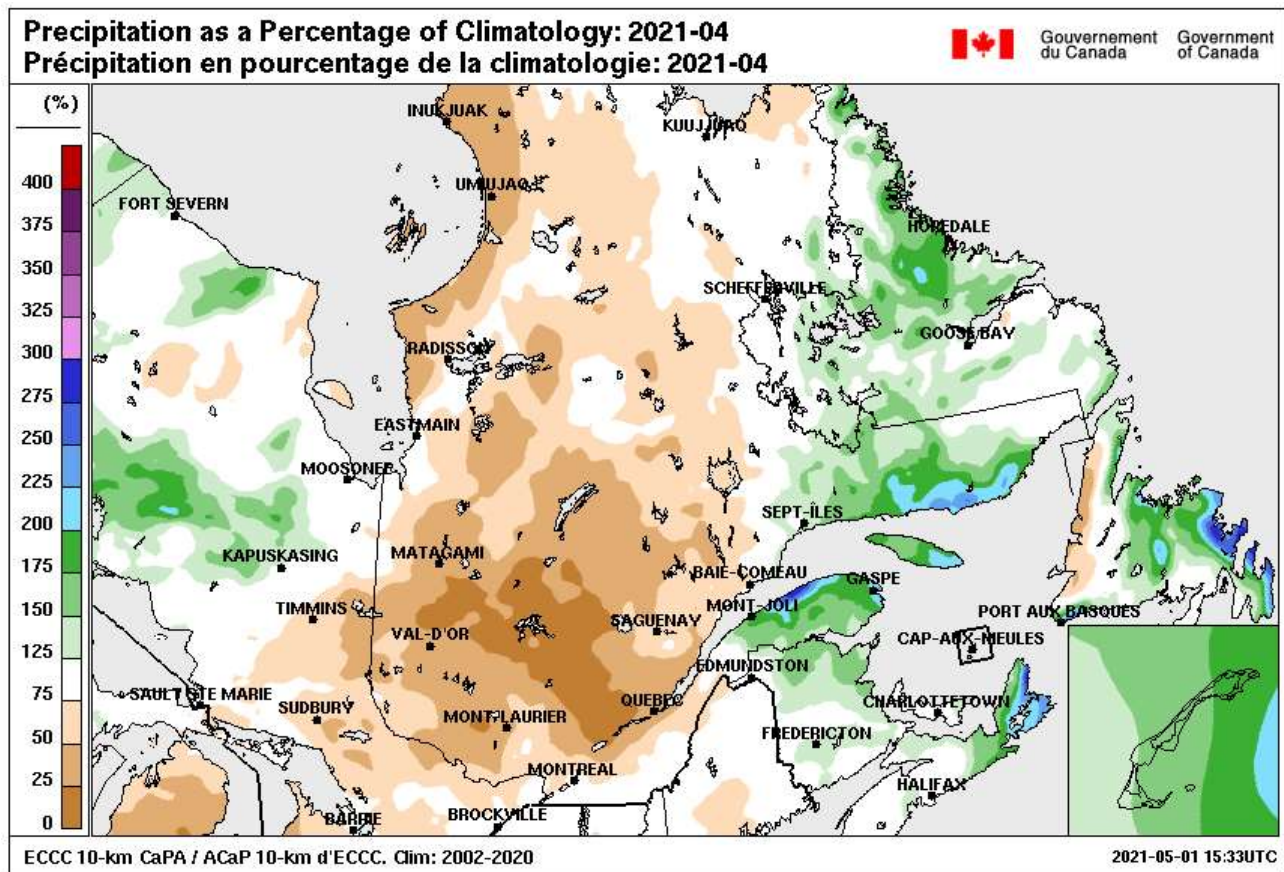 Precipitation as a Percentage of Climatology: 2021-04
Précipitation en pourcentage de la climatologie: 2021-04
Gouvernement du Canada
Government of Canada
(%)
400
375
350
325
300
275
250
225
200
175
150
125
75
50
25
0
INUKJUAK
KUUJJUAQ
UMIUJAQ
FORT SEVERN
HOPEDALE
SCHEFFERVILLE
GOOSE BAY
RADISSON
EASTMAIN
MOOSONEE
SEPT-ÎLES
KAPUSKASING
MATAGAMI
BAIE-COMEAU
GASPE
TIMMINS
MONT-JOLI
PORT AUX BASQUES
VAL-D'OR
SAGUENAY
CAP-AUX-MEULES
EDMUNDSTON
SAULT STE MARIE
SUDBURY
QUEBEC
CHARLOTTETOWN
MONT-LAURIER
FREDERICTON
MONTREAL
HALIFAX
BARRIE
BROCKVILLE
ECCC 10-km CaPA / ACaP 10-km d'ECCC. Clim: 2002-2020
2021-05-01 15:33UTC